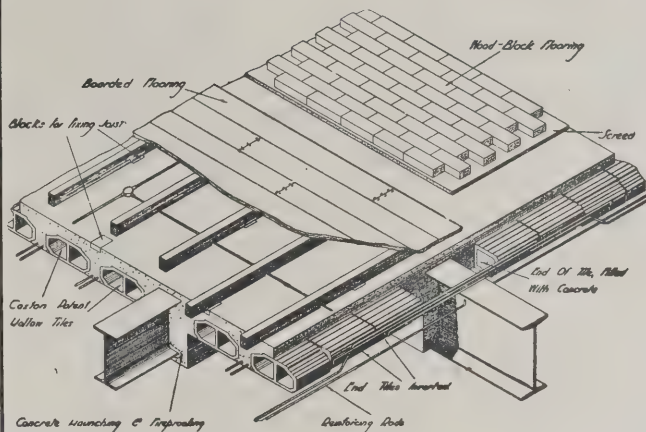 Wood-Block Flooring
Boarded Flooring
Blocks for Fixing Joist
Screed
End Of Tile, Filled
With Concrete
Caston Patent
Hollow Tiles
End Tiles Inverted
Concrete Haunching & Fireproofing
Reinforcing Rods